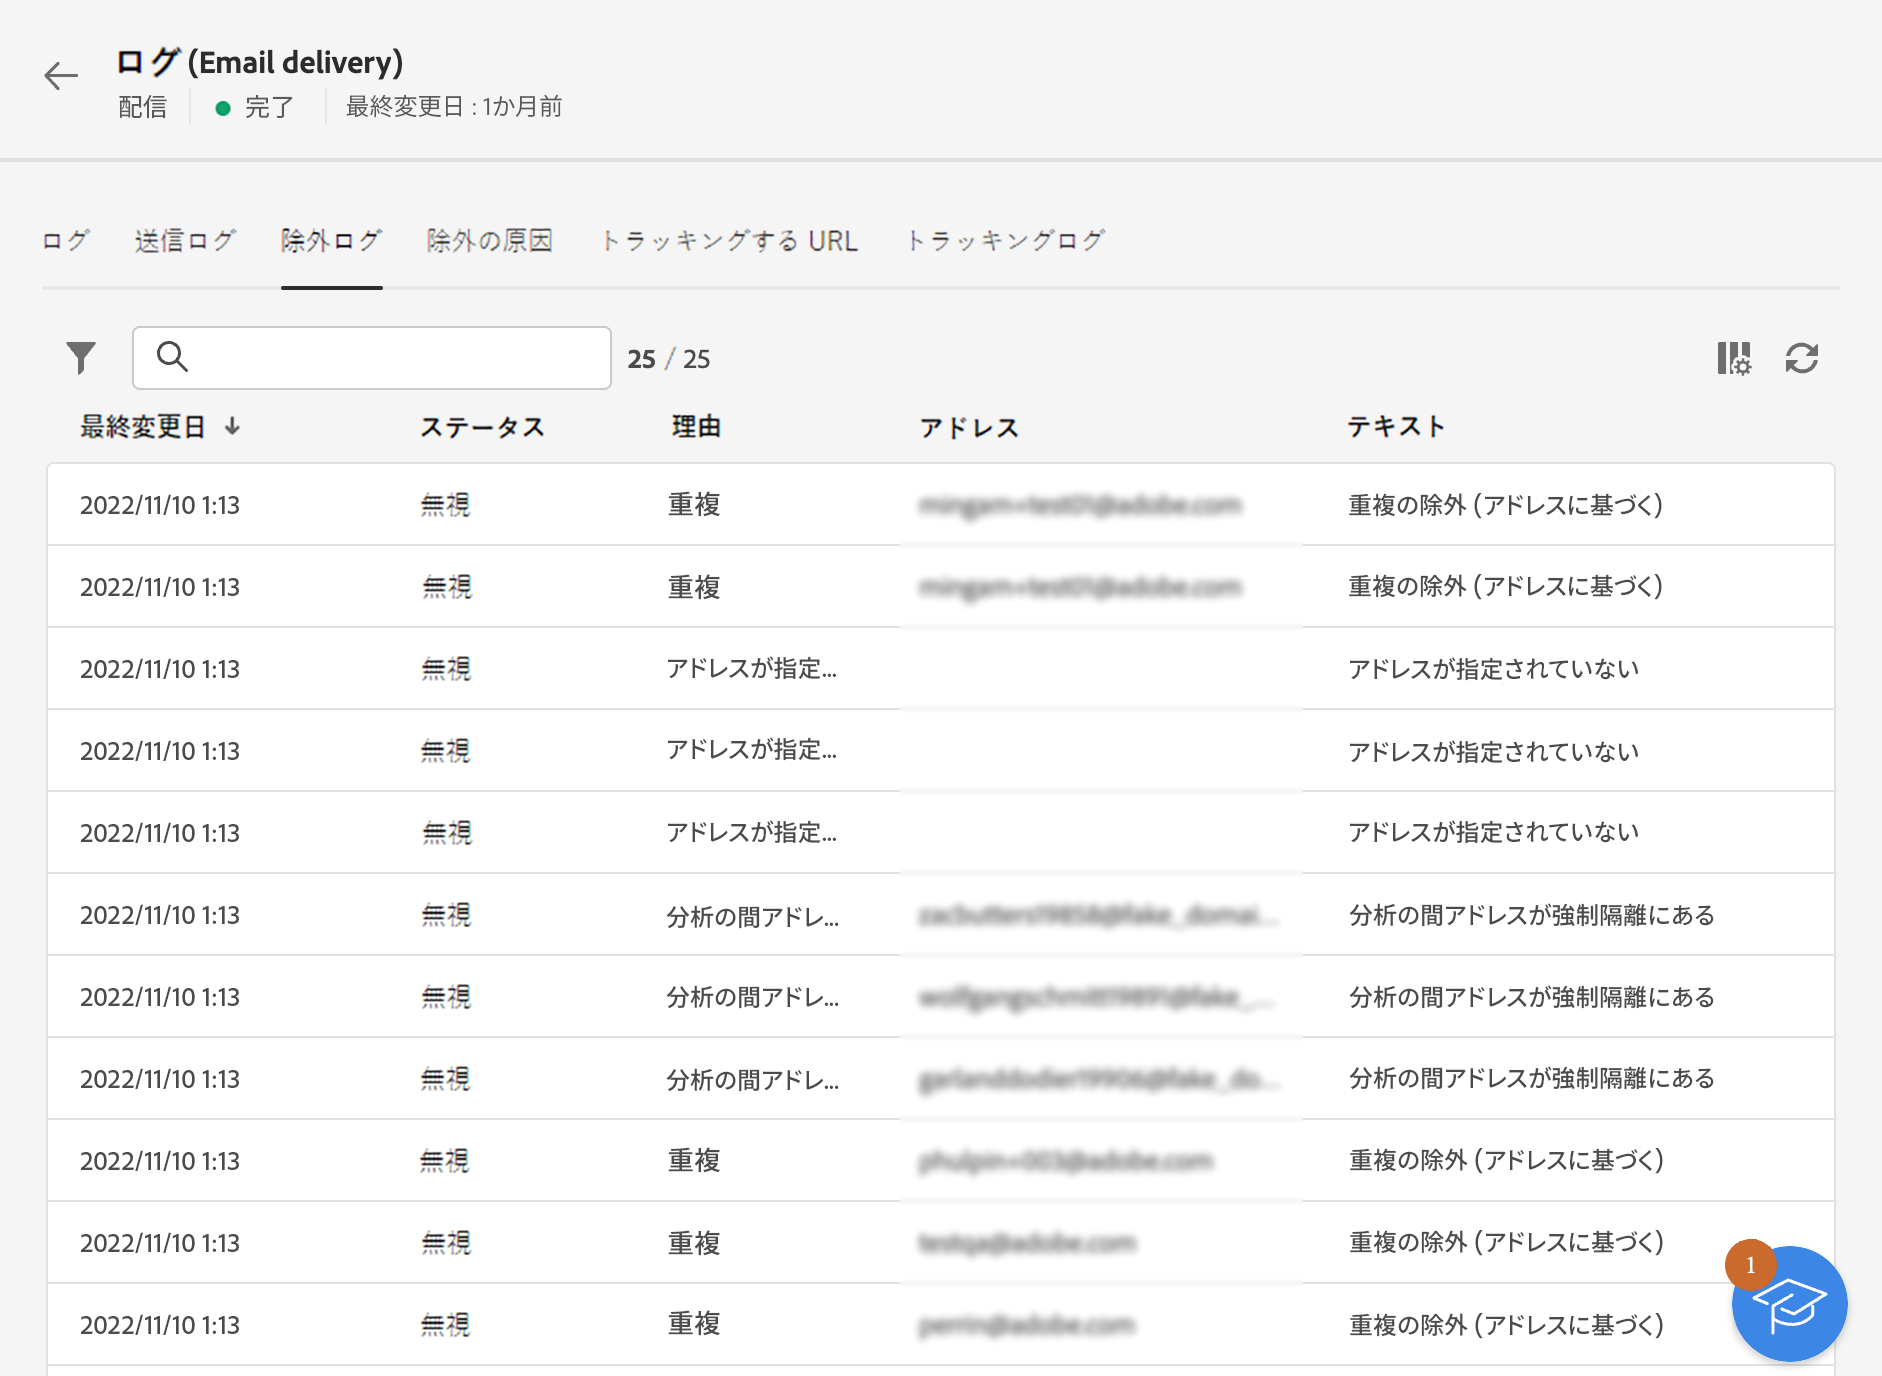 ログ (Email delivery)
配信 完了 最終変更日 : 1か月前
ログ 送信ログ 除外ログ 除外の原因 トラッキングする URL トラッキングログ
25 / 25
最終変更日 ステータス 理由 アドレス テキスト
2022/11/10 1:13 無視 重複 重複の除外 (アドレスに基づく)
2022/11/10 1:13 無視 重複 重複の除外 (アドレスに基づく)
2022/11/10 1:13 無視 アドレスが指定... アドレスが指定されていない
2022/11/10 1:13 無視 アドレスが指定... アドレスが指定されていない
2022/11/10 1:13 無視 アドレスが指定... アドレスが指定されていない
2022/11/10 1:13 無視 分析の間アドレ... 分析の間アドレスが強制隔離にある
2022/11/10 1:13 無視 分析の間アドレ... 分析の間アドレスが強制隔離にある
2022/11/10 1:13 無視 分析の間アドレ... 分析の間アドレスが強制隔離にある
2022/11/10 1:13 無視 重複 重複の除外 (アドレスに基づく)
2022/11/10 1:13 無視 重複 重複の除外 (アドレスに基づく)
1
2022/11/10 1:13 無視 重複 重複の除外 (アドレスに基づく)